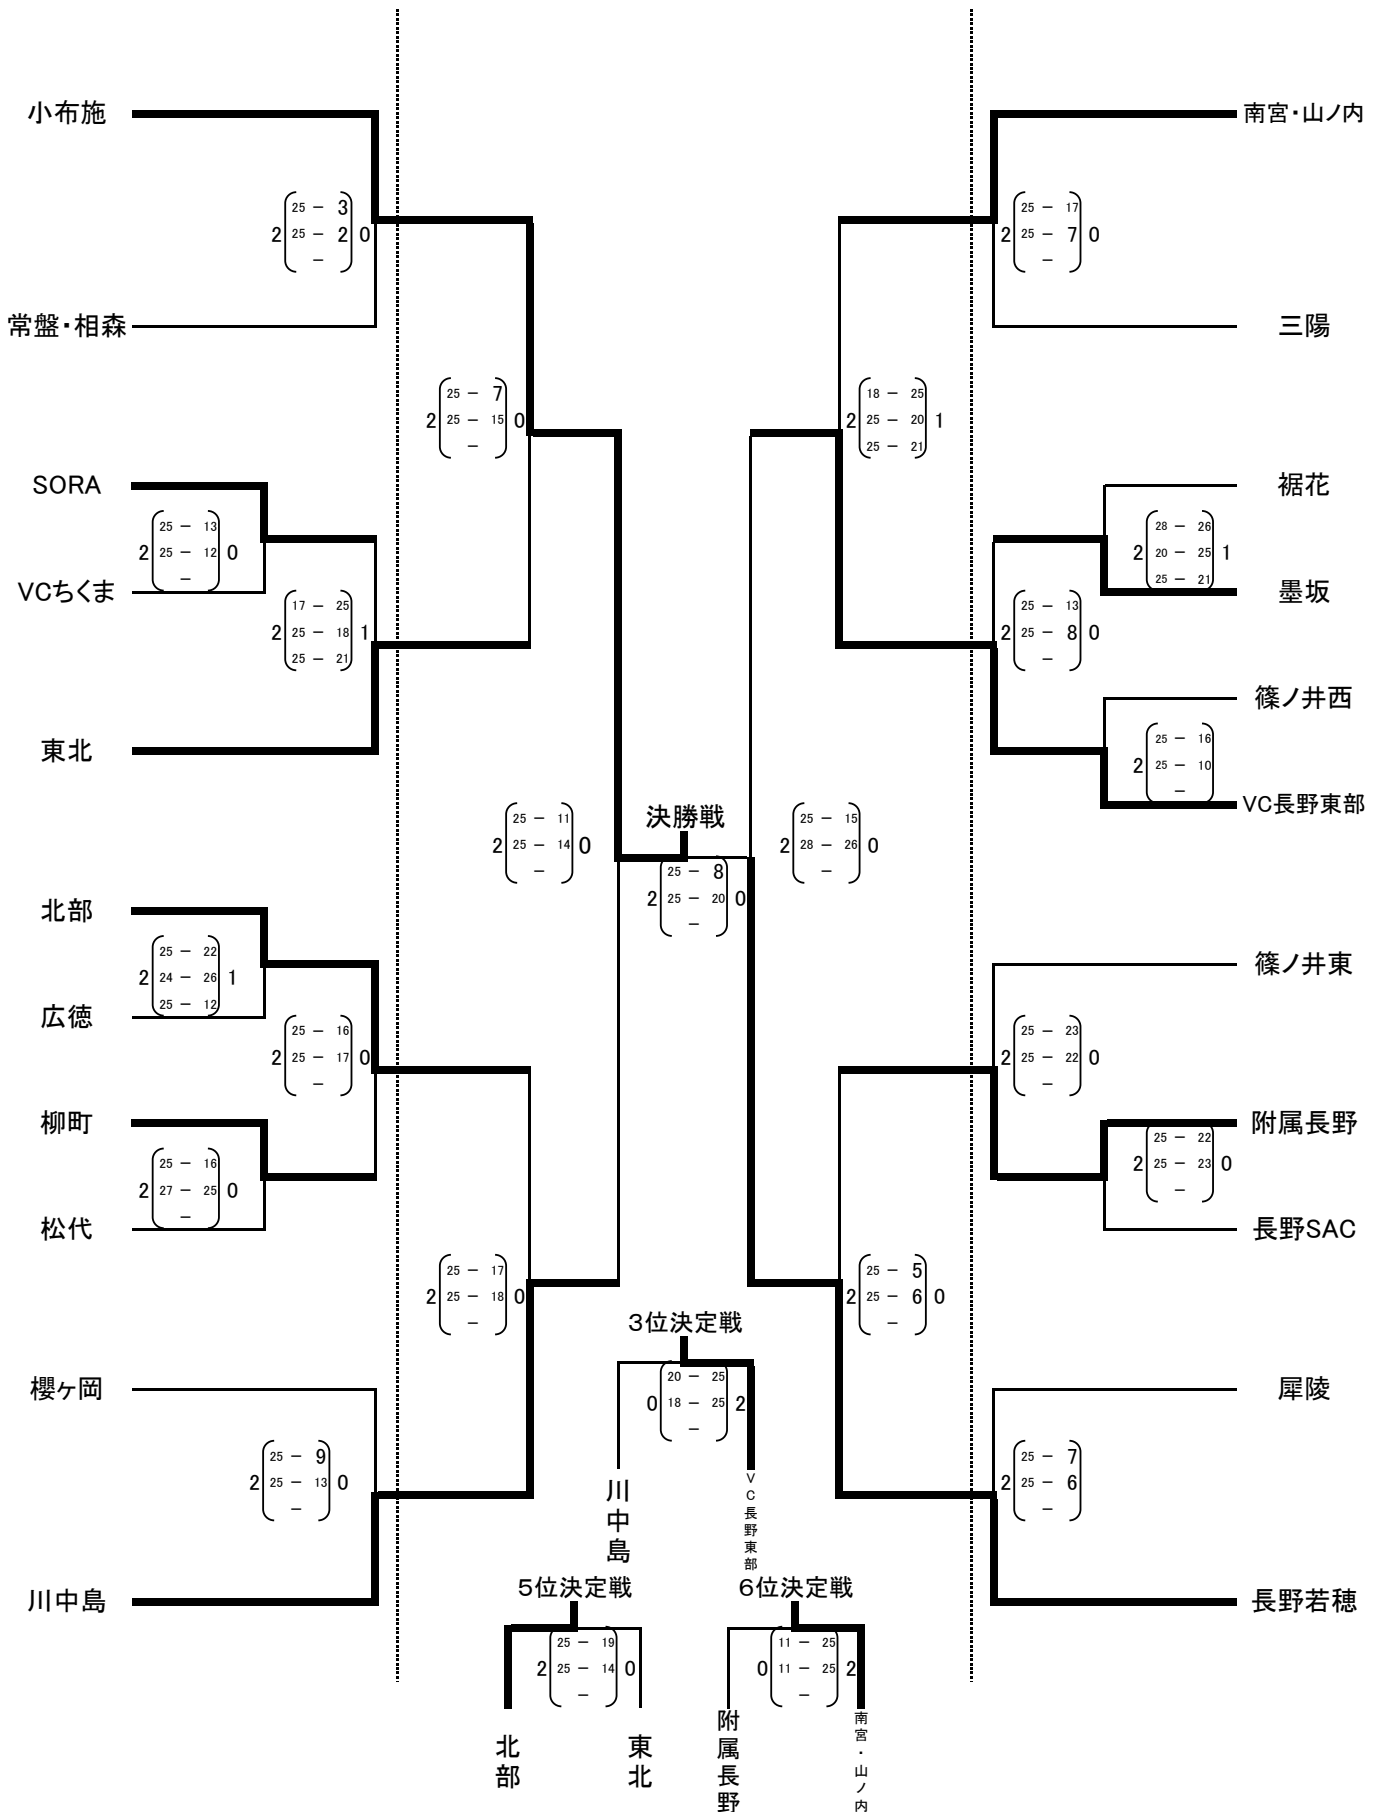 小布施
南宮・山ノ内
25 － 3
2 25 － 2 0
－
25 － 17
2 25 － 7 0
－
常盤・相森
三陽
25 － 7
2 25 － 15 0
－
18 － 25
2 25 － 20 1
25 － 21
SORA
裾花
25 － 13
2 25 － 12 0
－
28 － 26
2 20 － 25 1
25 － 21
VCちくま
墨坂
17 － 25
2 25 － 18 1
25 － 21
25 － 13
2 25 － 8 0
－
篠ノ井西
東北
25 － 16
2 25 － 10
－
VC長野東部
25 － 11
2 25 － 14 0
－
決勝戦
25 － 15
2 28 － 26 0
－
25 － 8
2 25 － 20 0
－
北部
25 － 22
2 24 － 26 1
25 － 12
篠ノ井東
広徳
25 － 16
2 25 － 17 0
－
25 － 23
2 25 － 22 0
－
柳町
附属長野
25 － 16
2 27 － 25 0
－
25 － 22
2 25 － 23 0
－
松代
長野SAC
25 － 17
2 25 － 18 0
－
25 － 5
2 25 － 6 0
－
3位決定戦
20 － 25
0 18 － 25 2
－
櫻ヶ岡
犀陵
25 － 9
2 25 － 13 0
－
25 － 7
2 25 － 6
－
川中島
VC長野東部
川中島
長野若穂
5位決定戦
6位決定戦
25 － 19
2 25 － 14 0
－
11 － 25
0 11 － 25 2
－
北部
東北
附属長野
南宮・山ノ内